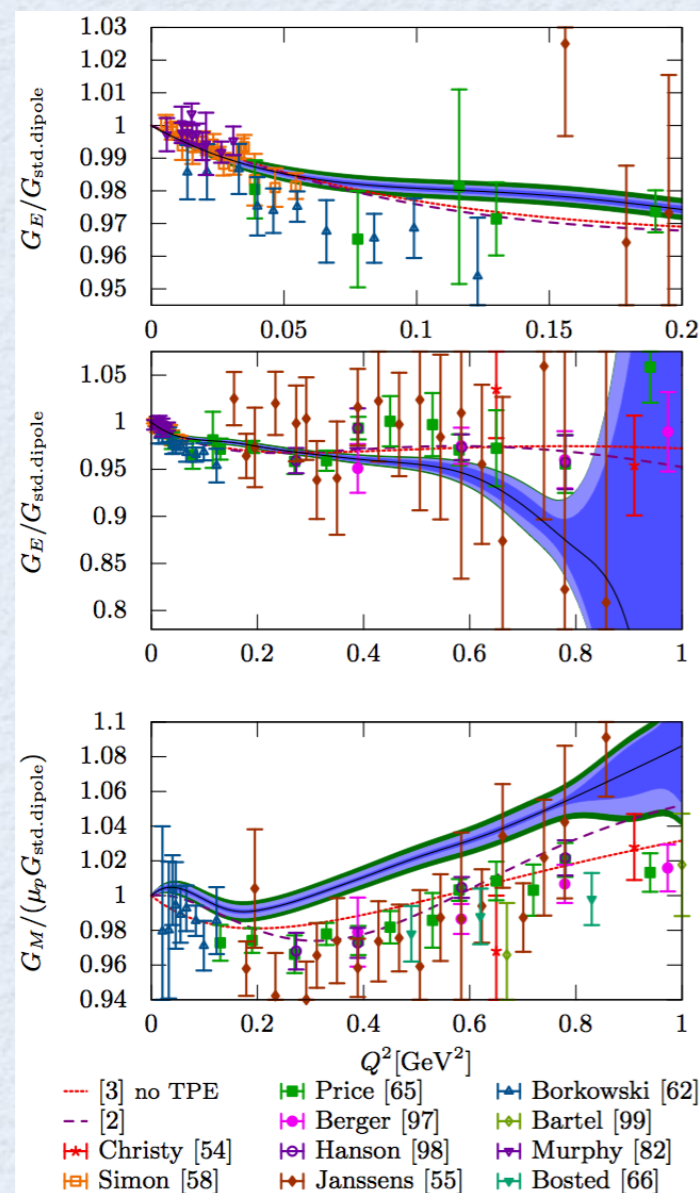 1.03
1.02
1.01
1
0.99
0.98
0.97
0.96
0.95
G_E/G_std.dipole
0 0.05 0.1 0.15 0.2
1.05
1
0.95
0.9
0.85
0.8
G_E/G_std.dipole
0 0.2 0.4 0.6 0.8 1
1.1
1.08
1.06
1.04
1.02
1
0.98
0.96
0.94
G_M/(μ_p G_std.dipole)
0 0.2 0.4 0.6 0.8 1
Q^2[GeV^2]
[3] no TPE Price [65] Borkowski [62]
[2] Berger [97] Bartel [99]
Christy [54] Hanson [98] Murphy [82]
Simon [58] Janssens [55] Bosted [66]